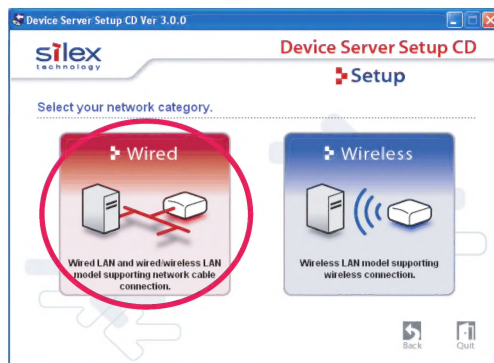 Device Server Setup CD Ver 3.0.0
silex
technology
Device Server Setup CD
Setup
Select your network category.
Wired
Wired LAN and wired/wireless LAN
model supporting network cable
connection.
Wireless
Wireless LAN model supporting
wireless connection.
Back
Quit